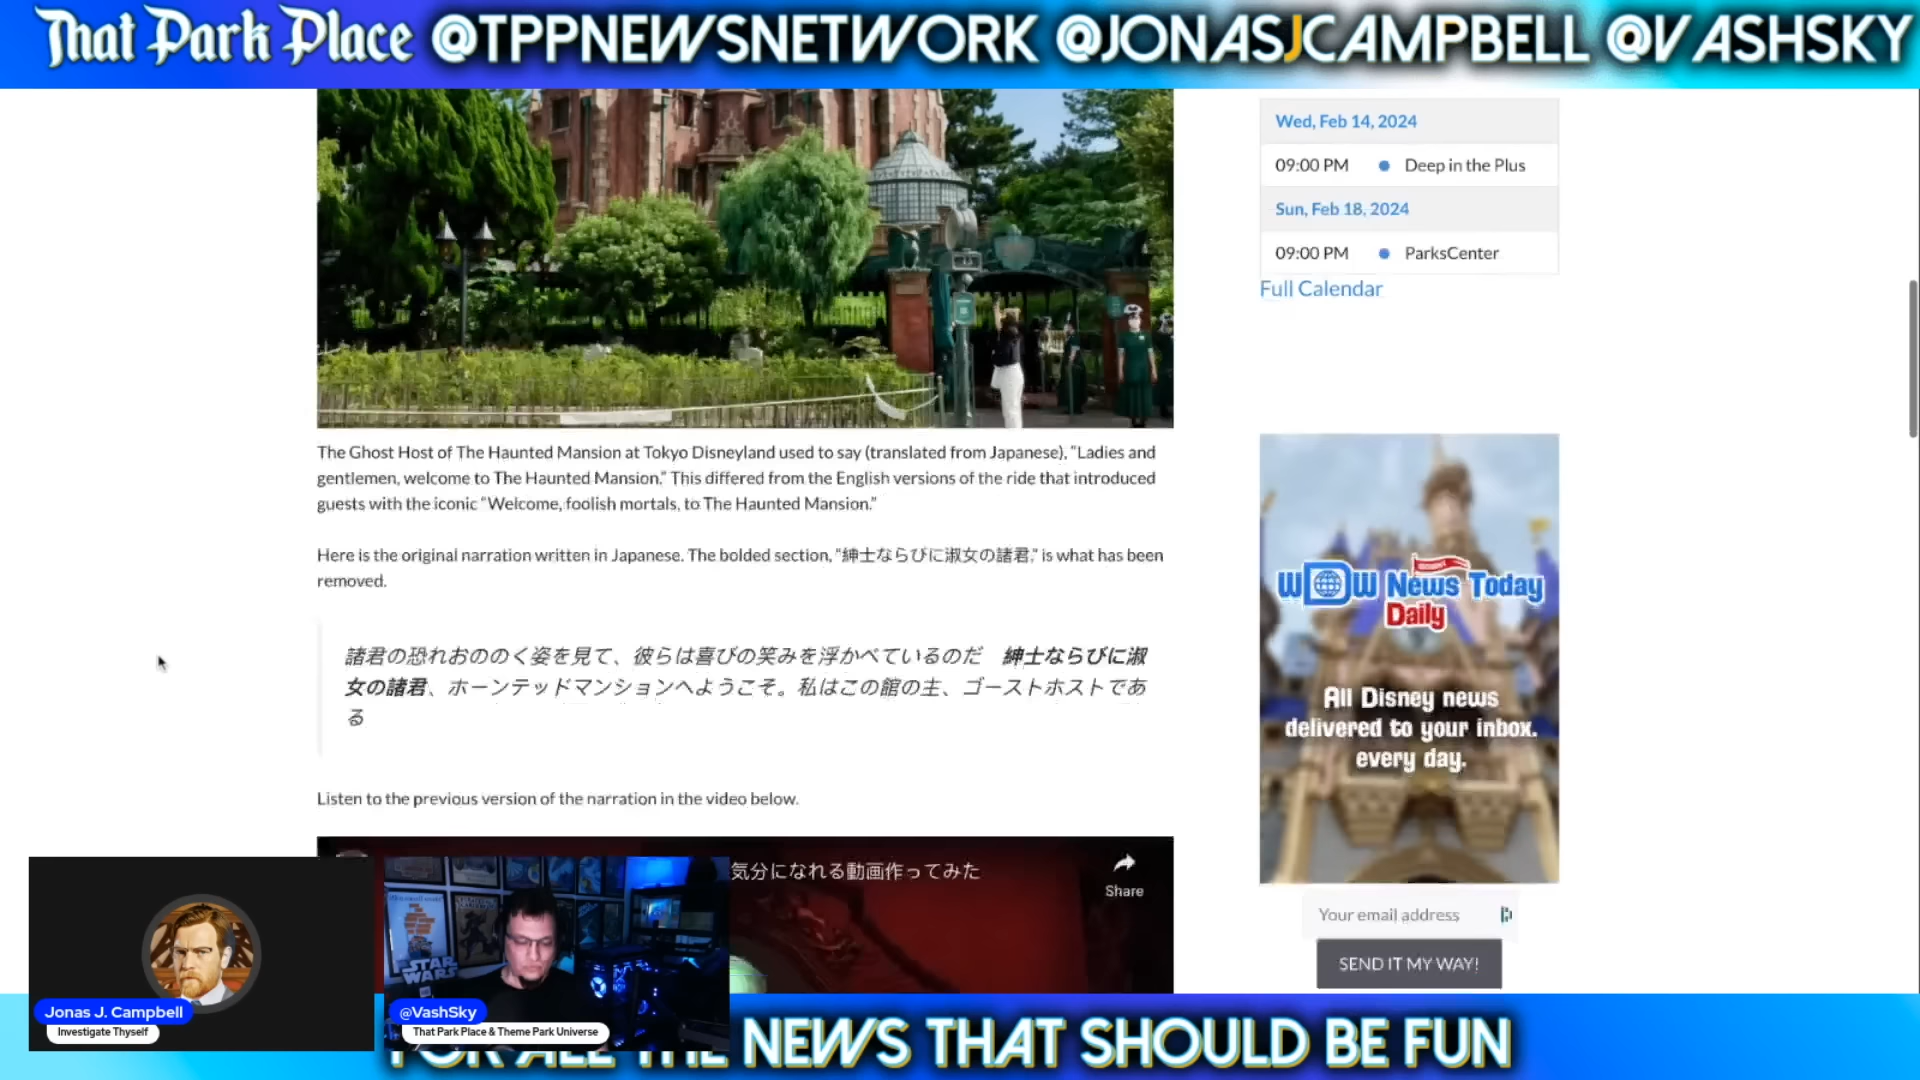 That Park Place @TPPNEWSNETWORK @JONASJCAMPBELL @VASHSKY
The Ghost Host of The Haunted Mansion at Tokyo Disneyland used to say (translated from Japanese), “Ladies and
gentlemen, welcome to The Haunted Mansion.” This differed from the English versions of the ride that introduced
guests with the iconic “Welcome, foolish mortals, to The Haunted Mansion.”
Here is the original narration written in Japanese. The bolded section, “紳士ならびに淑女の諸君,” is what has been
removed.
諸君の恐れおののく姿を見て、彼らは喜びの笑みを浮かべているのだ 紳士ならびに淑
女の諸君、ホーンテッドマンションへようこそ。私はこの館の主、ゴーストホストであ
る
Listen to the previous version of the narration in the video below.
気分になれる動画作ってみた
Share
Wed, Feb 14, 2024
09:00 PM Deep in the Plus
Sun, Feb 18, 2024
09:00 PM ParksCenter
Full Calendar
WDW News Today
Daily
All Disney news
delivered to your inbox.
every day.
Your email address
SEND IT MY WAY!
STAR
WARS
Jonas J. Campbell
Investigate Thyself
@VashSky
That Park Place & Theme Park Universe
FOR ALL THE NEWS THAT SHOULD BE FUN